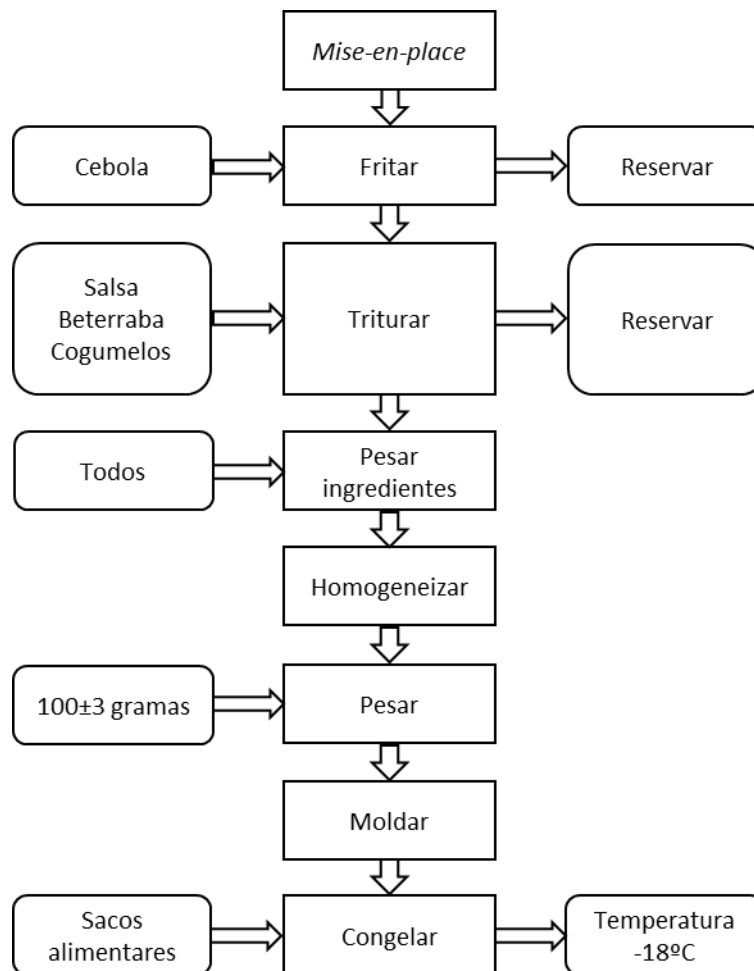 Mise-en-place
Cebola
Fritar
Reservar
Salsa
Beterraba
Cogumelos
Triturar
Reservar
Todos
Pesar
ingredientes
Homogeneizar
100±3 gramas
Pesar
Moldar
Sacos
alimentares
Congelar
Temperatura
-18ºC